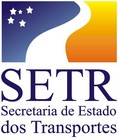 SETR
Secretaria de Estado
dos Transportes